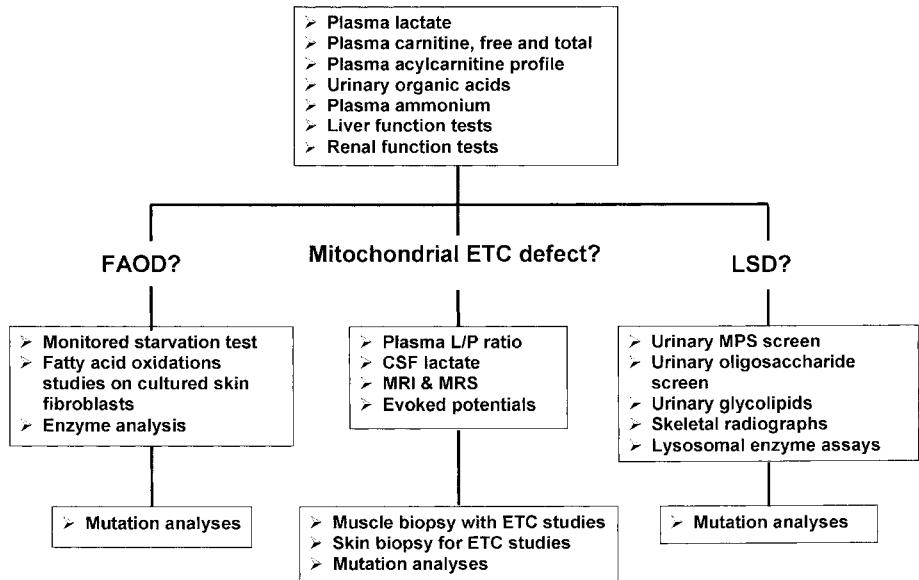 ➢ Plasma lactate
➢ Plasma carnitine, free and total
➢ Plasma acylcarnitine profile
➢ Urinary organic acids
➢ Plasma ammonium
➢ Liver function tests
➢ Renal function tests
FAOD?
Mitochondrial ETC defect?
LSD?
➢ Monitored starvation test
➢ Fatty acid oxidations
studies on cultured skin
fibroblasts
➢ Enzyme analysis
➢ Plasma L/P ratio
➢ CSF lactate
➢ MRI & MRS
➢ Evoked potentials
➢ Urinary MPS screen
➢ Urinary oligosaccharide
screen
➢ Urinary glycolipids
➢ Skeletal radiographs
➢ Lysosomal enzyme assays
➢ Mutation analyses
➢ Muscle biopsy with ETC studies
➢ Skin biopsy for ETC studies
➢ Mutation analyses
➢ Mutation analyses